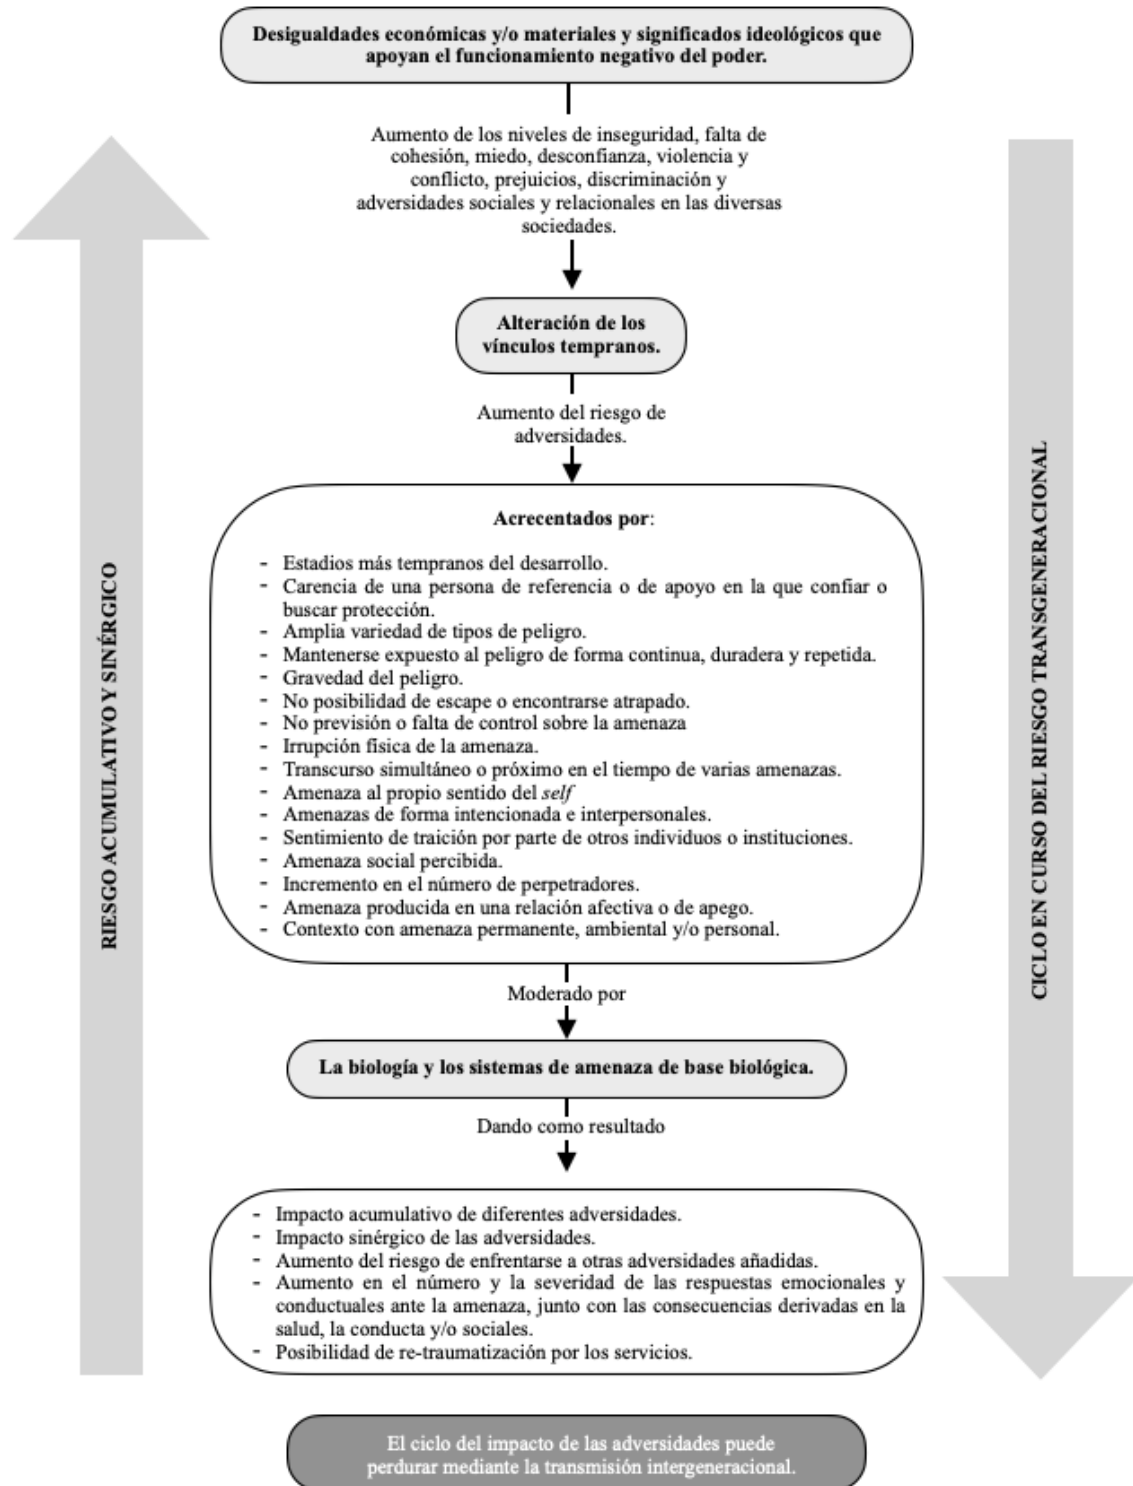 Desigualdades económicas y/o materiales y significados ideológicos que
apoyan el funcionamiento negativo del poder.
Aumento de los niveles de inseguridad, falta de
cohesión, miedo, desconfianza, violencia y
conflicto, prejuicios, discriminación y
adversidades sociales y relacionales en las diversas
sociedades.
Alteración de los
vínculos tempranos.
Aumento del riesgo de
adversidades.
Acrecentados por:
- Estadios más tempranos del desarrollo.
- Carencia de una persona de referencia o de apoyo en la que confiar o
buscar protección.
- Amplia variedad de tipos de peligro.
- Mantenerse expuesto al peligro de forma continua, duradera y repetida.
- Gravedad del peligro.
- No posibilidad de escape o encontrarse atrapado.
- No previsión o falta de control sobre la amenaza
- Irrupción física de la amenaza.
- Transcurso simultáneo o próximo en el tiempo de varias amenazas.
- Amenaza al propio sentido del self
- Amenazas de forma intencionada e interpersonales.
- Sentimiento de traición por parte de otros individuos o instituciones.
- Amenaza social percibida.
- Incremento en el número de perpetradores.
- Amenaza producida en una relación afectiva o de apego.
- Contexto con amenaza permanente, ambiental y/o personal.
Moderado por
La biología y los sistemas de amenaza de base biológica.
Dando como resultado
- Impacto acumulativo de diferentes adversidades.
- Impacto sinérgico de las adversidades.
- Aumento del riesgo de enfrentarse a otras adversidades añadidas.
- Aumento en el número y la severidad de las respuestas emocionales y
conductuales ante la amenaza, junto con las consecuencias derivadas en la
salud, la conducta y/o sociales.
- Posibilidad de re-traumatización por los servicios.
El ciclo del impacto de las adversidades puede
perdurar mediante la transmisión intergeneracional.
RIESGO ACUMULATIVO Y SINÉRGICO
CICLO EN CURSO DEL RIESGO TRANSGENERACIONAL